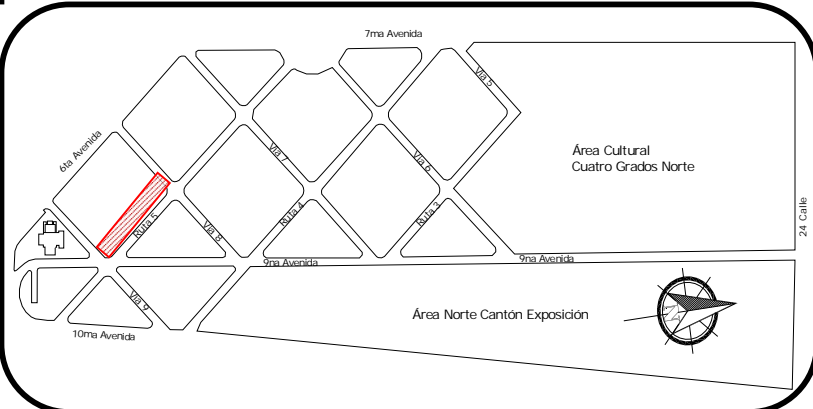 7ma Avenida
Vía 5
6ta Avenida
Vía 7
Vía 6
Área Cultural
Cuatro Grados Norte
Ruta 5
Vía 8
Ruta 4
Ruta 3
24 Calle
9na Avenida
9na Avenida
Vía 9
Área Norte Cantón Exposición
10ma Avenida